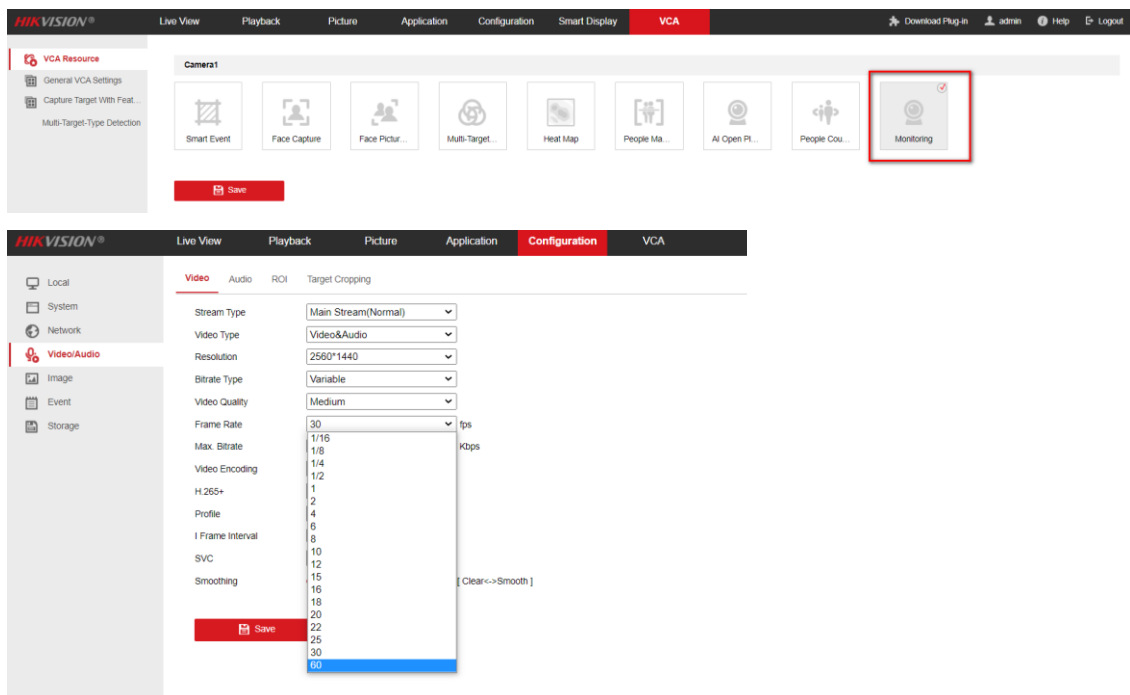 HIKVISION® Live View Playback Picture Application Configuration Smart Display VCA Download Plug-in admin Help Logout
VCA Resource
General VCA Settings
Capture Target With Feat...
Multi-Target-Type Detection
Camera1
Smart Event Face Capture Face Pictur... Multi-Target... Heat Map People Ma... AI Open Pl... People Cou... Monitoring
Save
HIKVISION® Live View Playback Picture Application Configuration VCA
Local
System
Network
Video/Audio
Image
Event
Storage
Video Audio ROI Target Cropping
Stream Type Main Stream(Normal)
Video Type Video&Audio
Resolution 2560*1440
Bitrate Type Variable
Video Quality Medium
Frame Rate 30 fps
Max. Bitrate Kbps
Video Encoding
H.265+
Profile
I Frame Interval
SVC
Smoothing [ Clear<->Smooth ]
1/16
1/8
1/4
1/2
1
2
4
6
8
10
12
15
16
18
20
22
25
30
60
Save